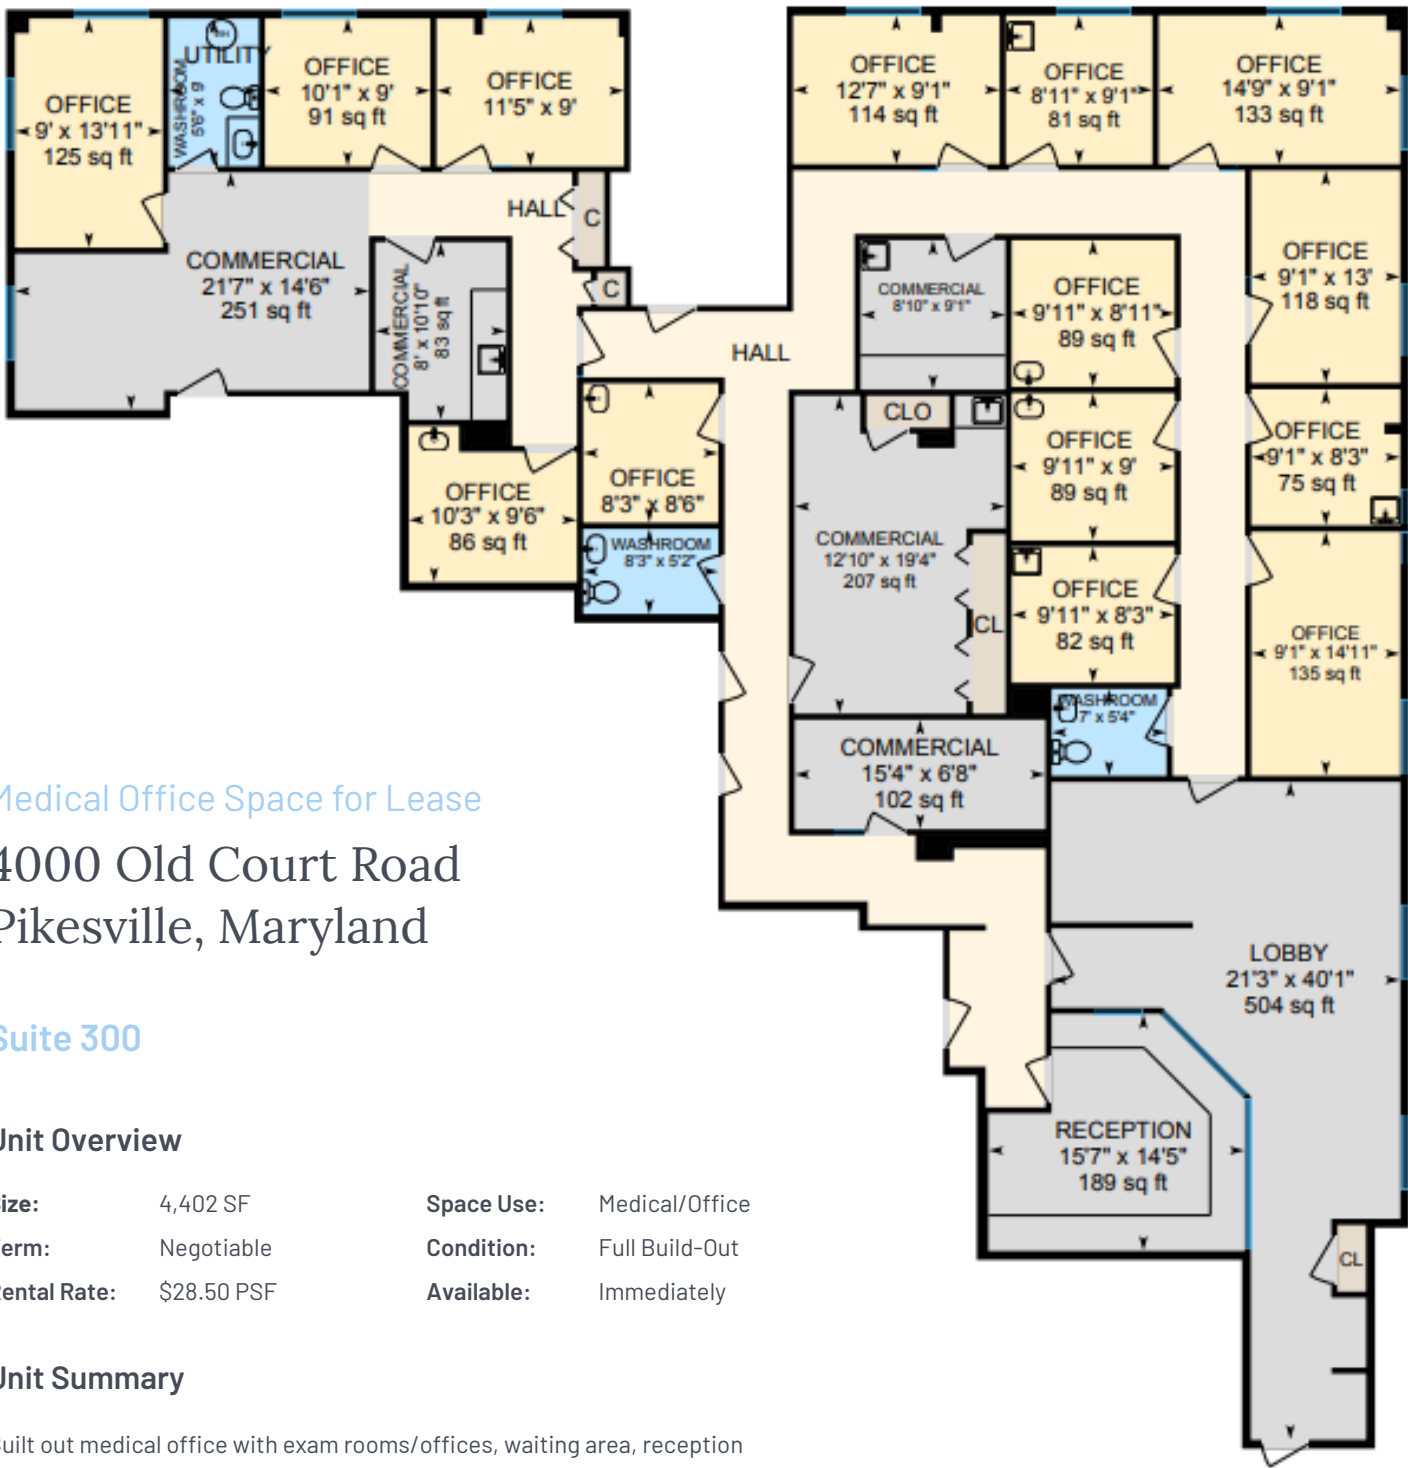 OFFICE
9' x 13'11"
125 sq ft
UTILITY
WASHROOM
5'6" x 9'
OFFICE
10'1" x 9'
91 sq ft
OFFICE
11'5" x 9'
OFFICE
12'7" x 9'1"
114 sq ft
OFFICE
8'11" x 9'1"
81 sq ft
OFFICE
14'9" x 9'1"
133 sq ft
HALL
C
C
COMMERCIAL
21'7" x 14'6"
251 sq ft
COMMERCIAL
8' x 10'10"
83 sq ft
HALL
COMMERCIAL
8'10" x 9'1"
OFFICE
9'11" x 8'11"
89 sq ft
OFFICE
9'1" x 13'
118 sq ft
OFFICE
10'3" x 9'6"
86 sq ft
OFFICE
8'3" x 8'6"
WASHROOM
8'3" x 5'2"
CLO
COMMERCIAL
12'10" x 19'4"
207 sq ft
CL
OFFICE
9'11" x 9'
89 sq ft
OFFICE
9'1" x 8'3"
75 sq ft
OFFICE
9'11" x 8'3"
82 sq ft
OFFICE
9'1" x 14'11"
135 sq ft
WASHROOM
7' x 5'4"
COMMERCIAL
15'4" x 6'8"
102 sq ft
LOBBY
21'3" x 40'1"
504 sq ft
RECEPTION
15'7" x 14'5"
189 sq ft
CL
Medical Office Space for Lease
4000 Old Court Road
Pikesville, Maryland
Suite 300
Unit Overview
Size: 4,402 SF Space Use: Medical/Office
Term: Negotiable Condition: Full Build-Out
Rental Rate: $28.50 PSF Available: Immediately
Unit Summary
Built out medical office with exam rooms/offices, waiting area, reception